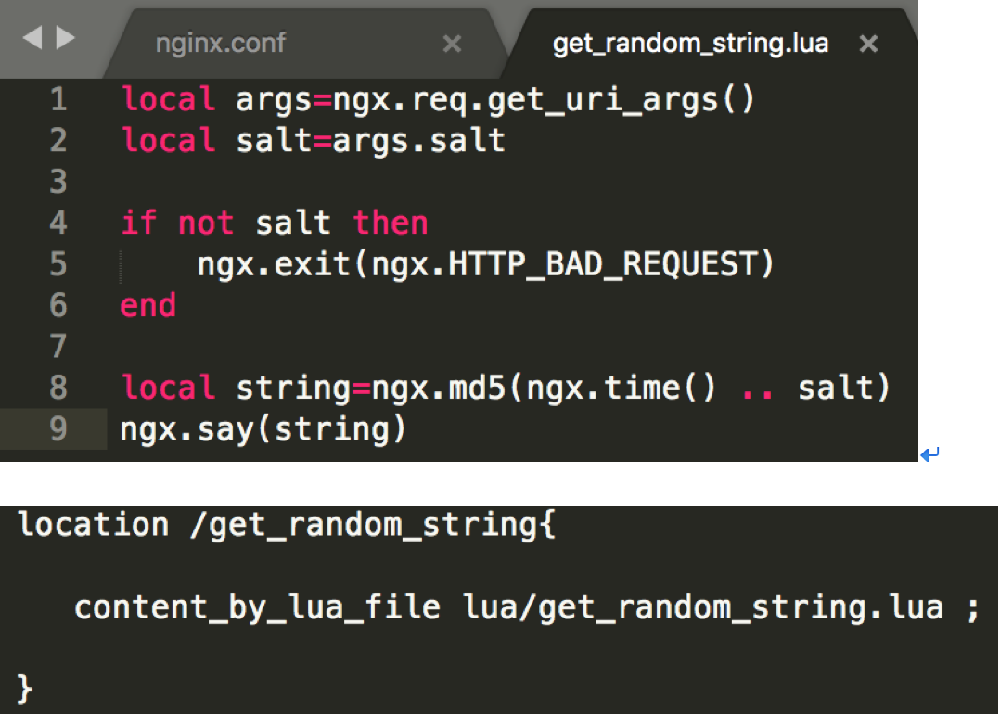 nginx.conf × get_random_string.lua ×
1 local args=ngx.req.get_uri_args()
2 local salt=args.salt
3
4 if not salt then
5     ngx.exit(ngx.HTTP_BAD_REQUEST)
6 end
7
8 local string=ngx.md5(ngx.time() .. salt)
9 ngx.say(string)
location /get_random_string{
content_by_lua_file lua/get_random_string.lua ;
}